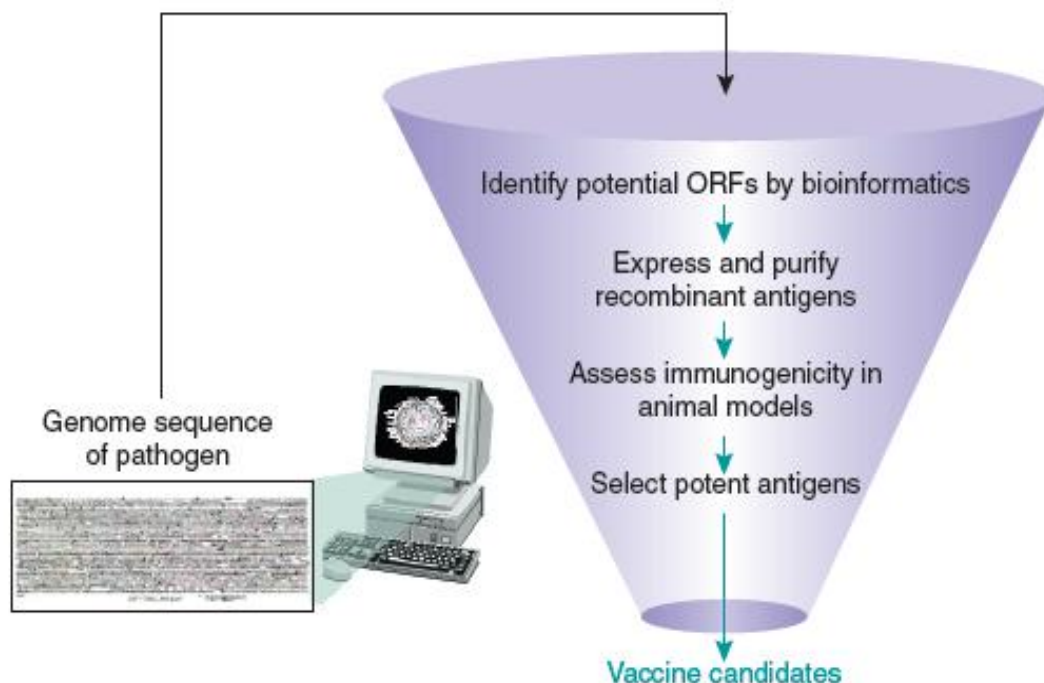 Genome sequence
of pathogen
Identify potential ORFs by bioinformatics
Express and purify
recombinant antigens
Assess immunogenicity in
animal models
Select potent antigens
Vaccine candidates